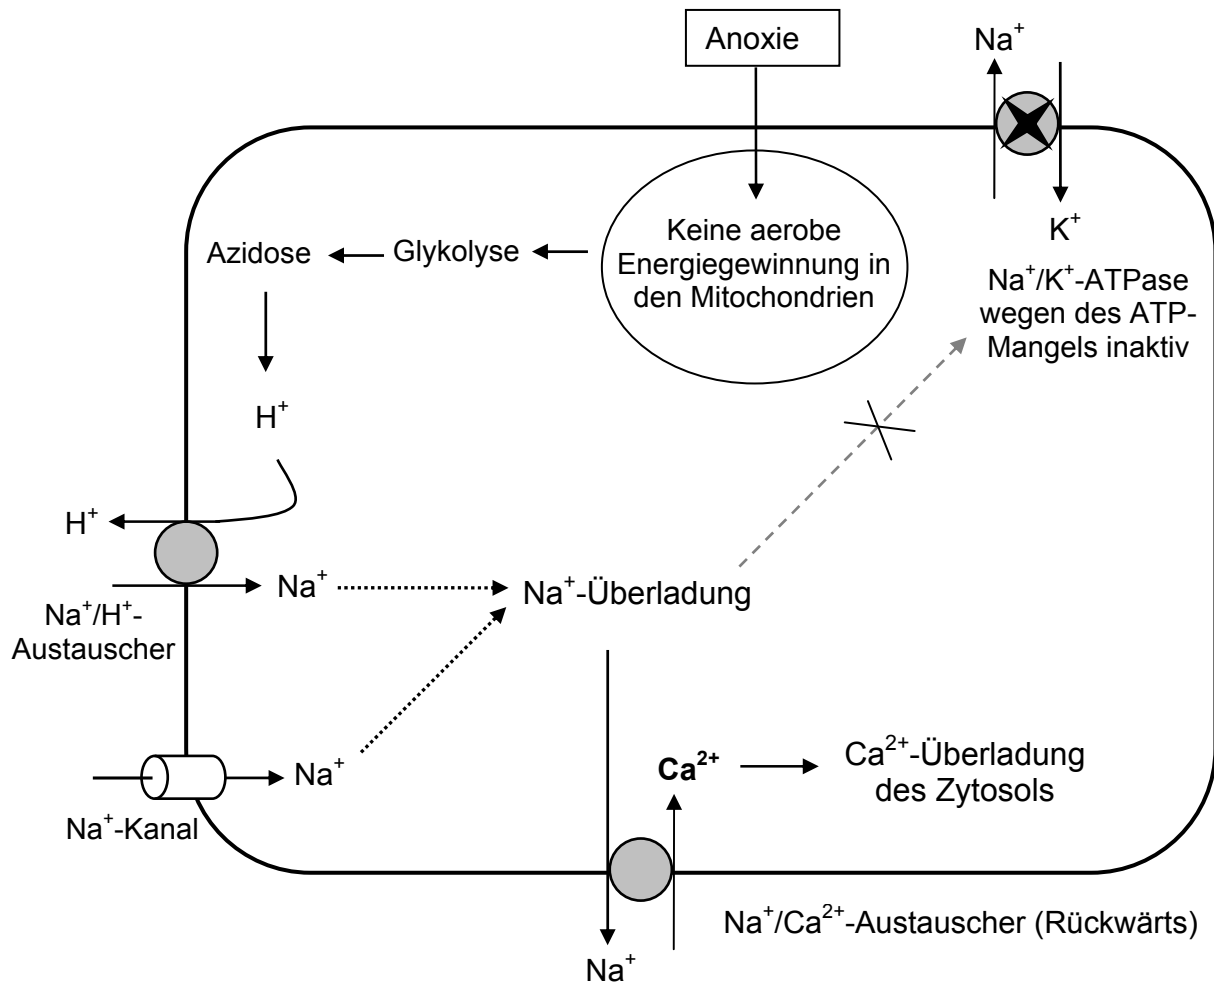 Anoxie
Na⁺
K⁺
Keine aerobe
Energiegewinnung in
den Mitochondrien
Glykolyse
Azidose
Na⁺/K⁺-ATPase
wegen des ATP-
Mangels inaktiv
H⁺
H⁺
Na⁺
Na⁺-Überladung
Na⁺/H⁺-
Austauscher
Na⁺
Na⁺-Kanal
Ca²⁺
Ca²⁺-Überladung
des Zytosols
Na⁺/Ca²⁺-Austauscher (Rückwärts)
Na⁺